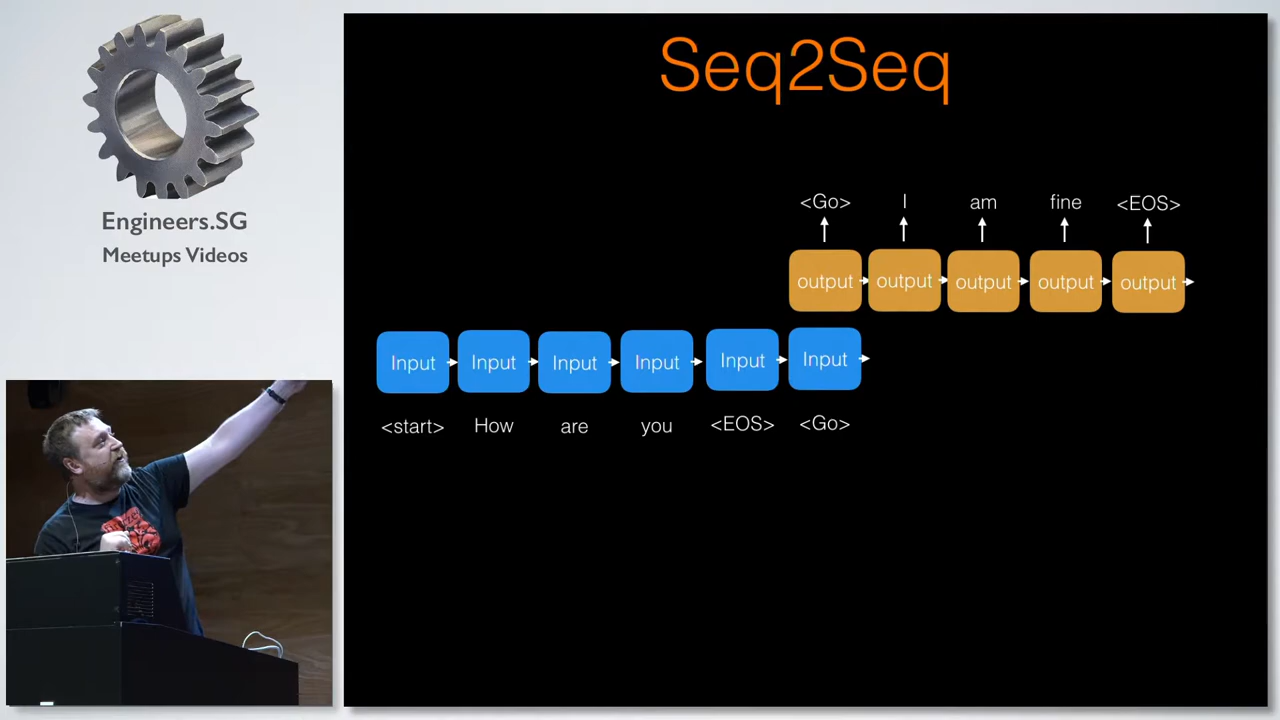 Engineers.SG
Meetups Videos
Seq2Seq
<Go> I am fine <EOS>
output output output output output
Input Input Input Input Input Input
<start> How are you <EOS> <Go>